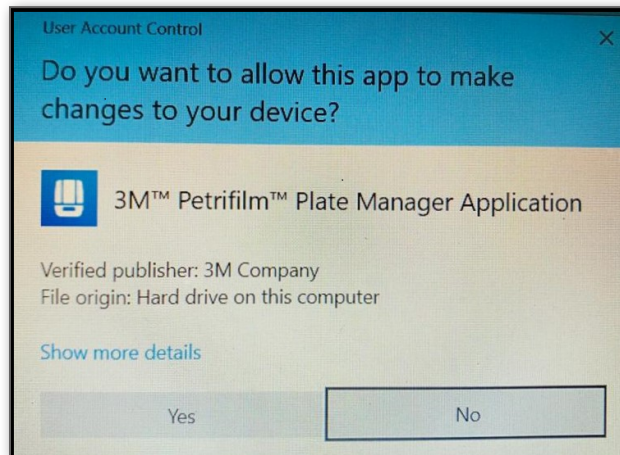 User Account Control
Do you want to allow this app to make
changes to your device?
3M™ Petrifilm™ Plate Manager Application
Verified publisher: 3M Company
File origin: Hard drive on this computer
Show more details
Yes
No